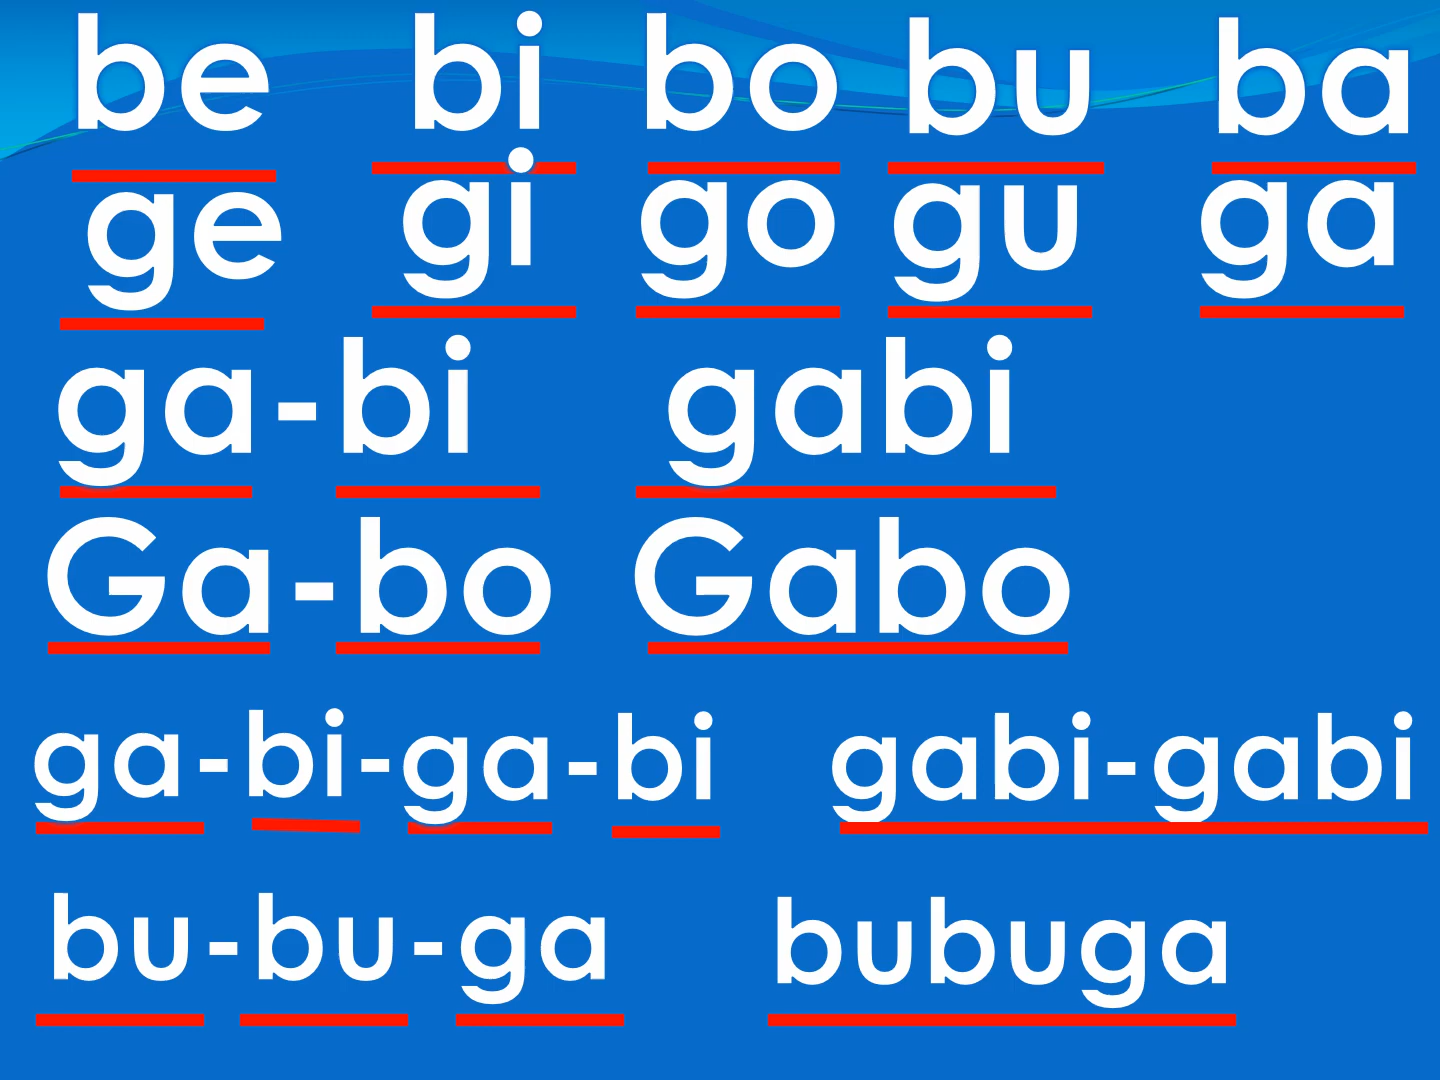 be bi bo bu ba
ge gi go gu ga
ga-bi gabi
Ga-bo Gabo
ga-bi-ga-bi gabi-gabi
bu-bu-ga bubuga